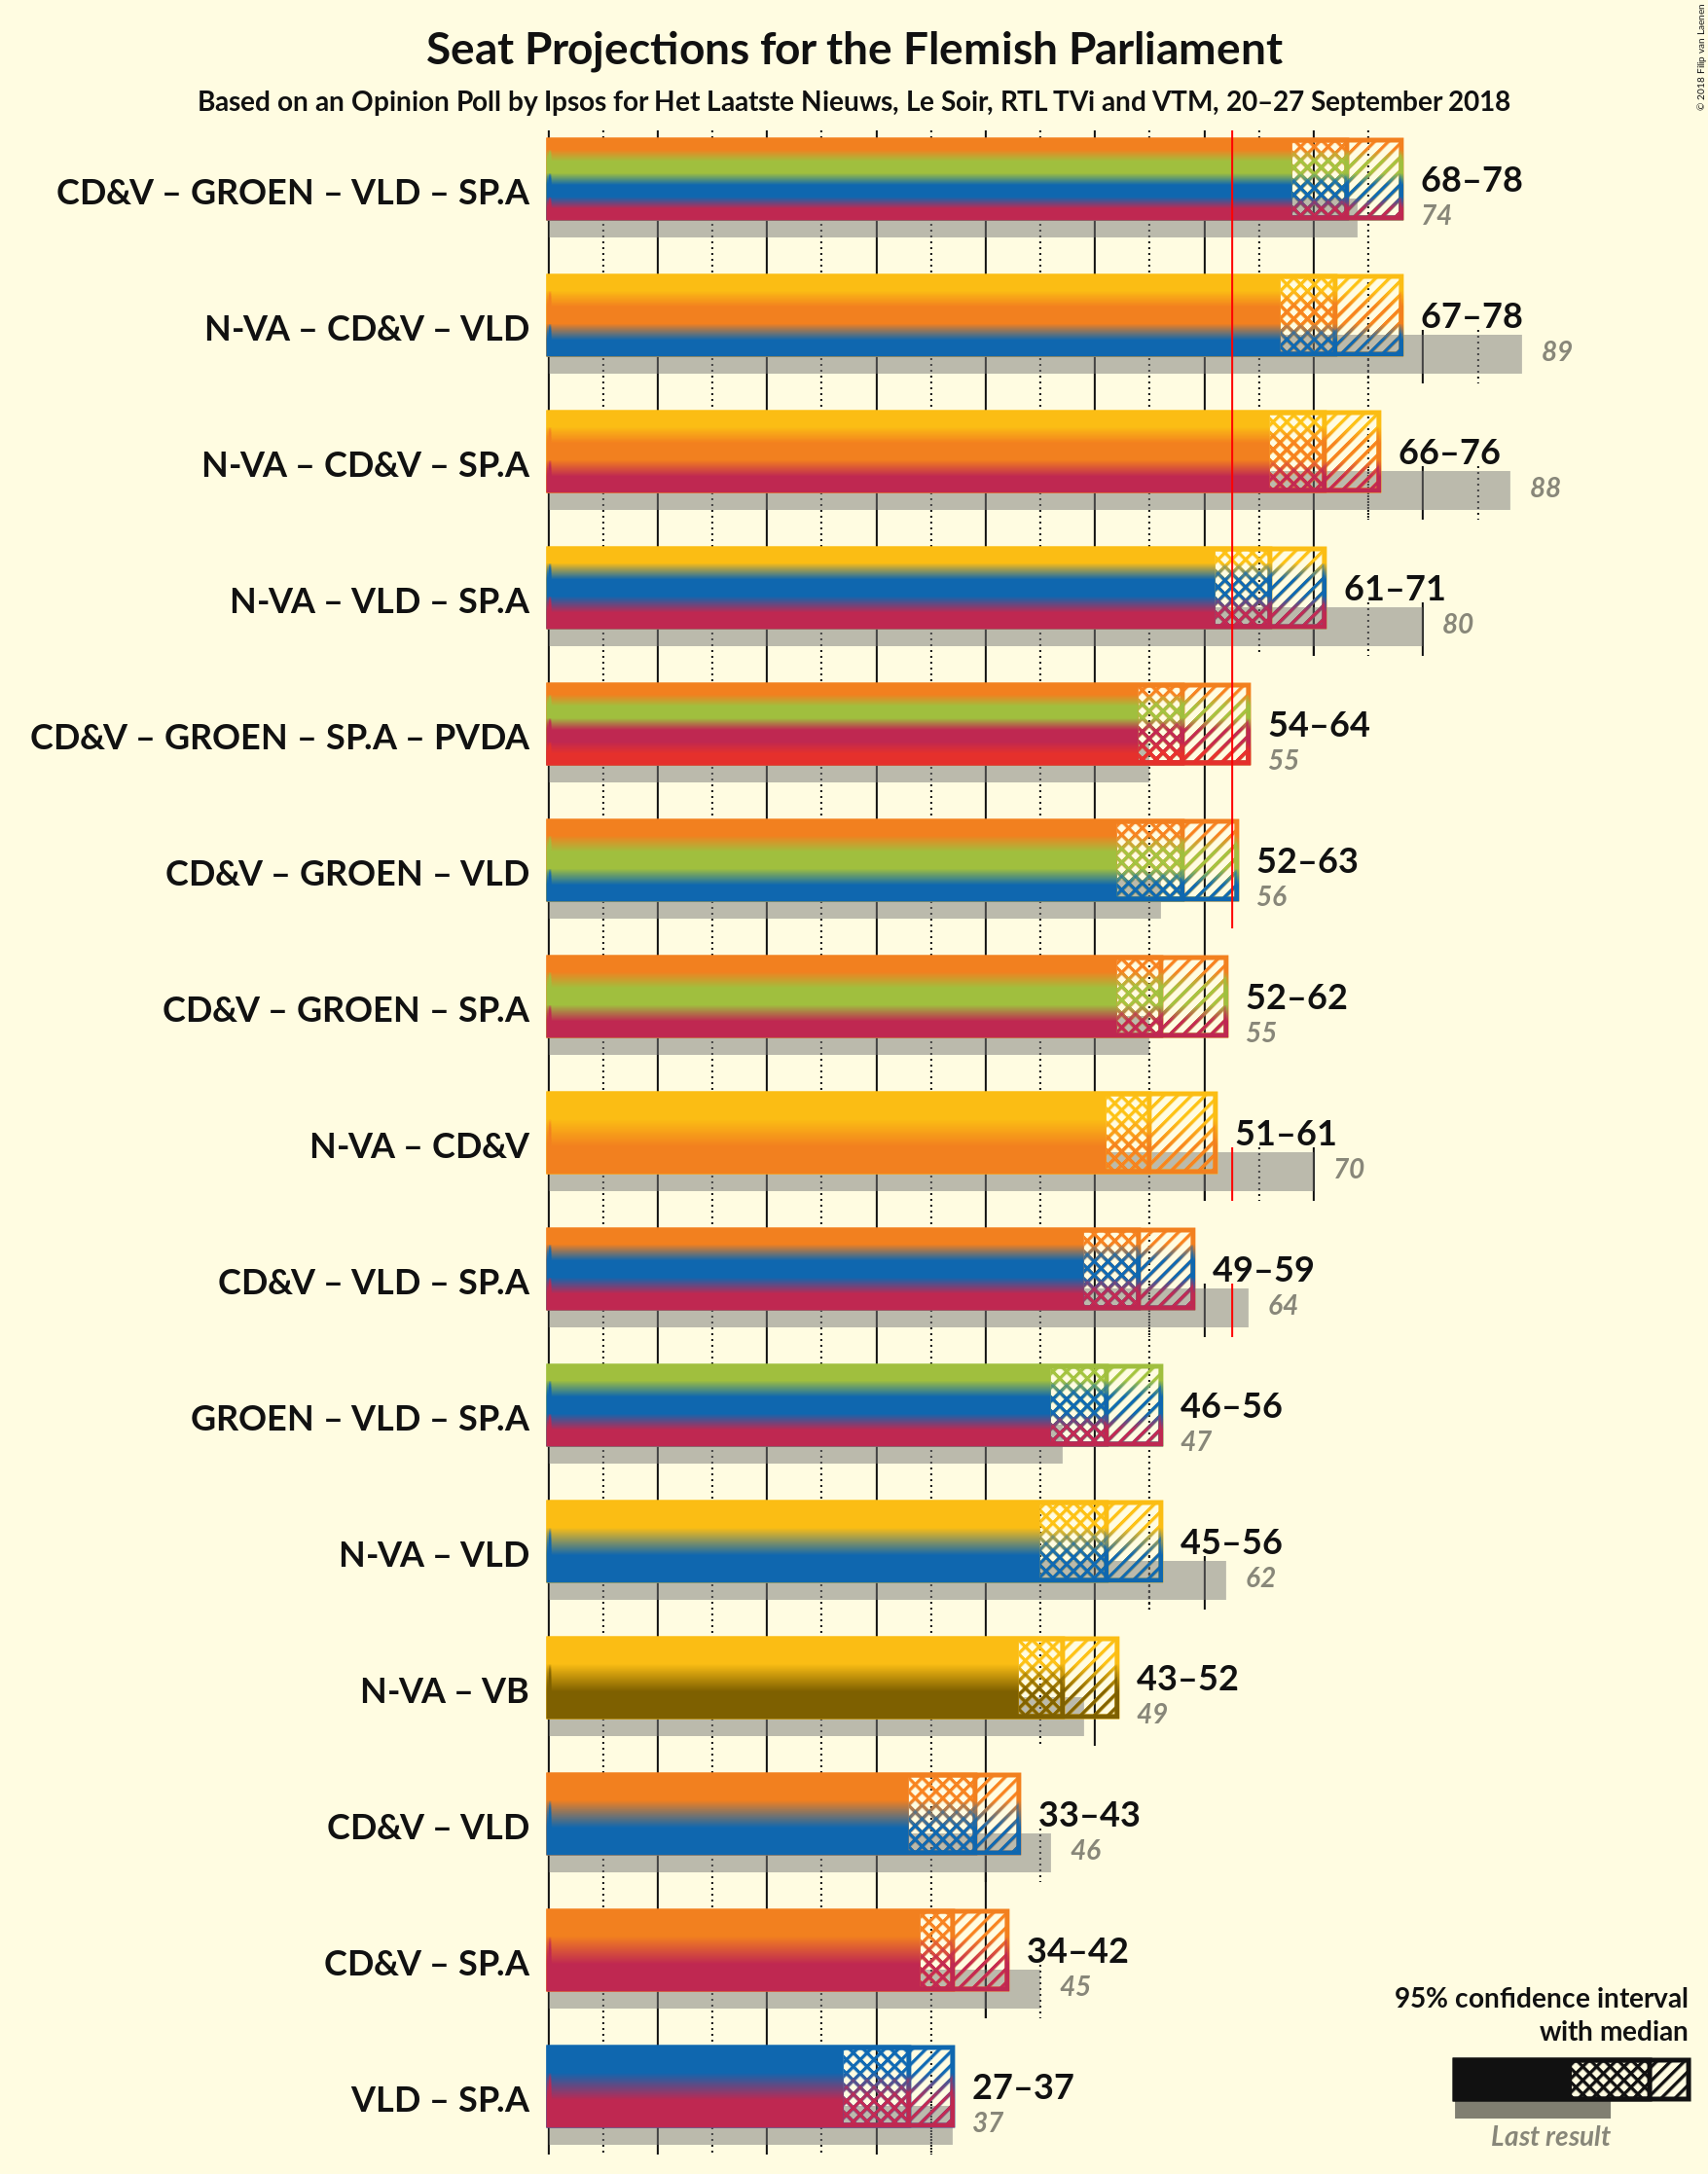 Seat Projections for the Flemish Parliament
Based on an Opinion Poll by Ipsos for Het Laatste Nieuws, Le Soir, RTL TVi and VTM, 20–27 September 2018
© 2018 Filip van Laenen
CD&V – GROEN – VLD – SP.A
68–78
74
N-VA – CD&V – VLD
67–78
89
N-VA – CD&V – SP.A
66–76
88
N-VA – VLD – SP.A
61–71
80
CD&V – GROEN – SP.A – PVDA
54–64
55
CD&V – GROEN – VLD
52–63
56
CD&V – GROEN – SP.A
52–62
55
N-VA – CD&V
51–61
70
CD&V – VLD – SP.A
49–59
64
GROEN – VLD – SP.A
46–56
47
N-VA – VLD
45–56
62
N-VA – VB
43–52
49
CD&V – VLD
33–43
46
CD&V – SP.A
34–42
45
VLD – SP.A
27–37
37
95% confidence interval
with median
Last result